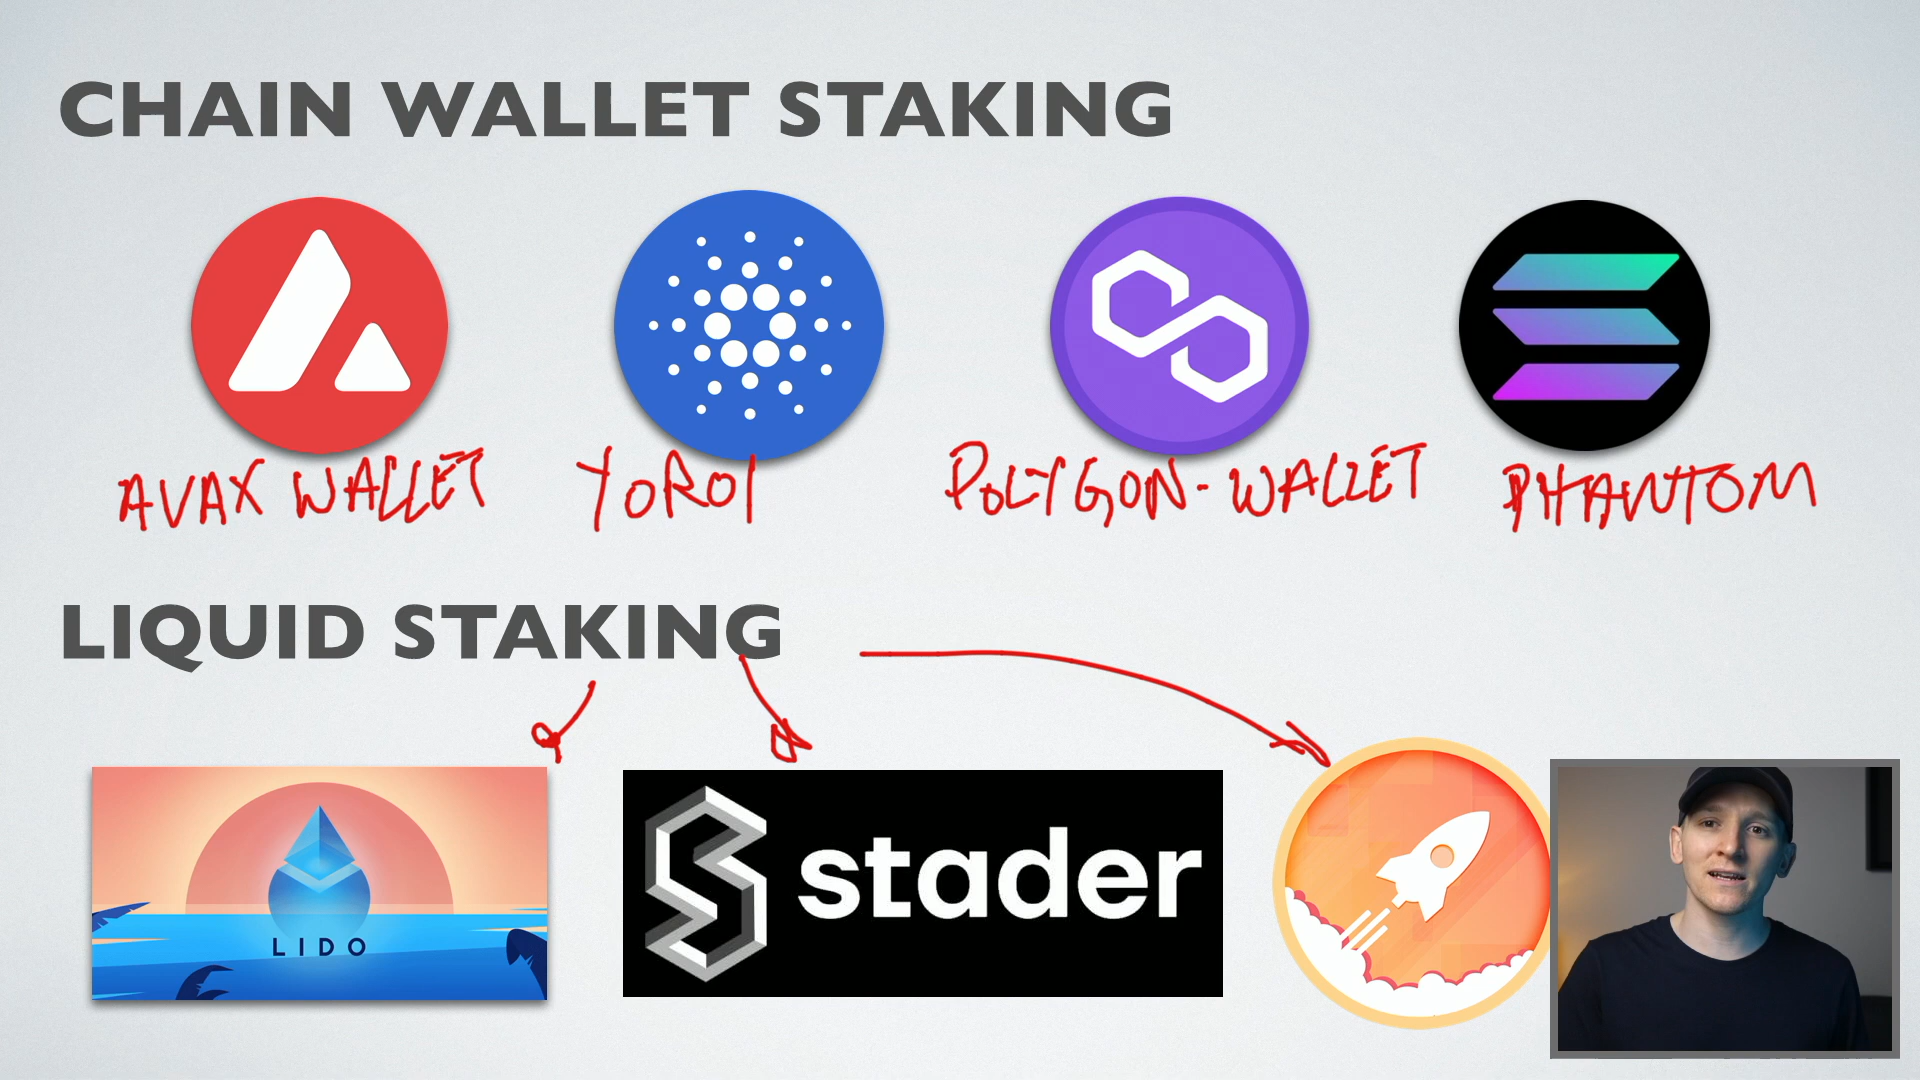 CHAIN WALLET STAKING
AVAX WALLET YOROI POLYGON-WALLET PHANTOM
LIQUID STAKING
LIDO
stader